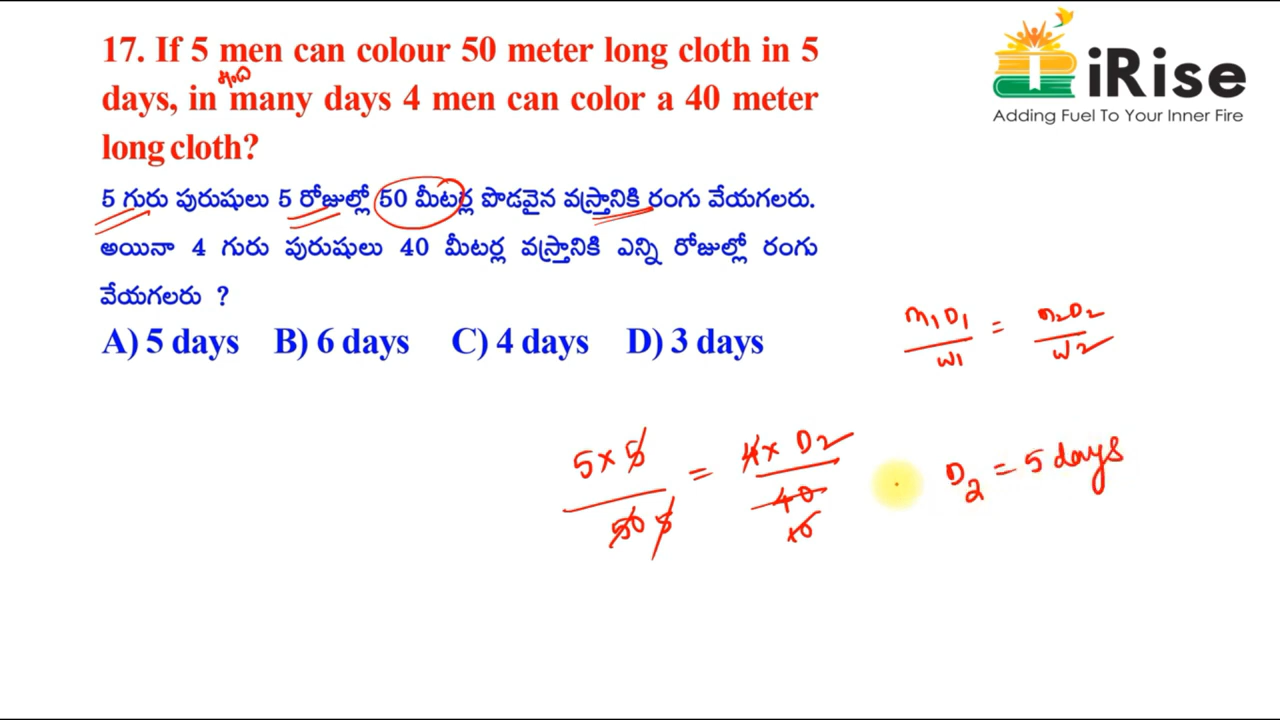 17. If 5 men can colour 50 meter long cloth in 5
days, in many days 4 men can color a 40 meter
long cloth?
5 గురు పురుషులు 5 రోజుల్లో 50 మీటర్ల పొడవైన వస్త్రానికి రంగు వేయగలరు.
అయినా 4 గురు పురుషులు 40 మీటర్ల వస్త్రానికి ఎన్ని రోజుల్లో రంగు
వేయగలరు ?
A) 5 days B) 6 days C) 4 days D) 3 days
iRise
Adding Fuel To Your Inner Fire
M1D1 = M2D2
W1 W2
5 x 5 = 4x D2
50 5 40
10
D2 = 5 days